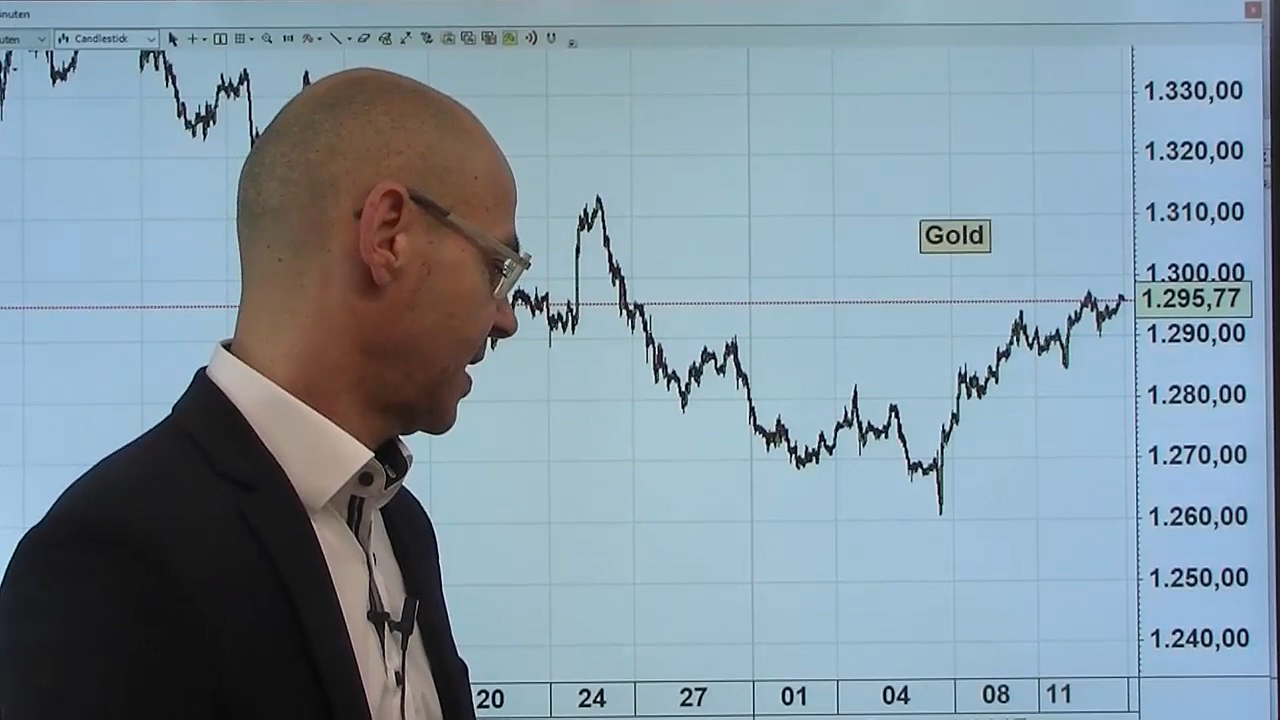 inuten
uten
Candlestick
1.330,00
1.320,00
1.310,00
Gold
1.300,00
1.295,77
1.290,00
1.280,00
1.270,00
1.260,00
1.250,00
1.240,00
20 24 27 01 04 08 11